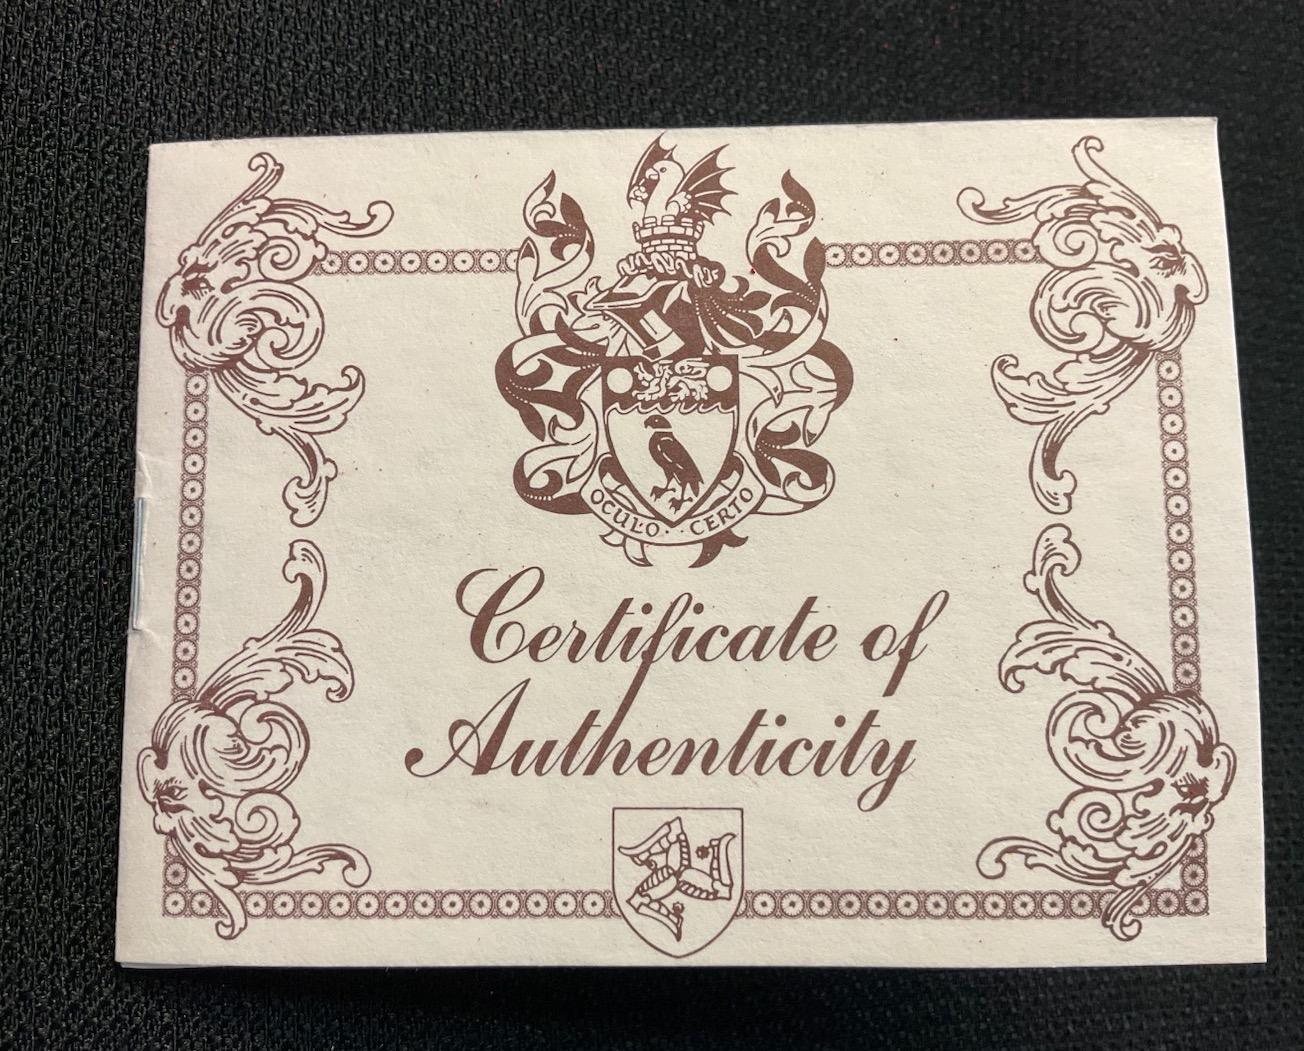 OCULO · CERTO
Certificate of
Authenticity